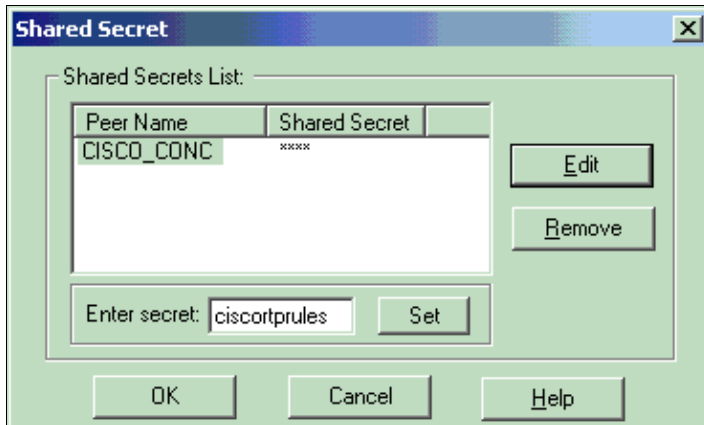 Shared Secret
Shared Secrets List:
Peer Name Shared Secret
CISCO_CONC ****
Edit
Remove
Enter secret: ciscortprules Set
OK Cancel Help